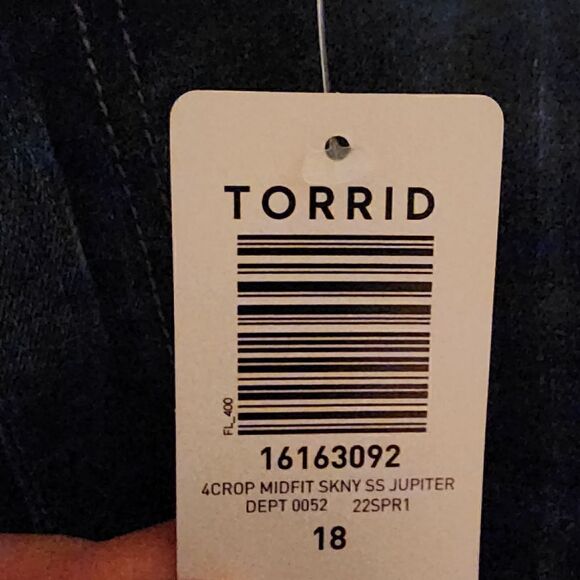 TORRID
FL_400
16163092
4CROP MIDFIT SKNY SS JUPITER
DEPT 0052 22SPR1
18